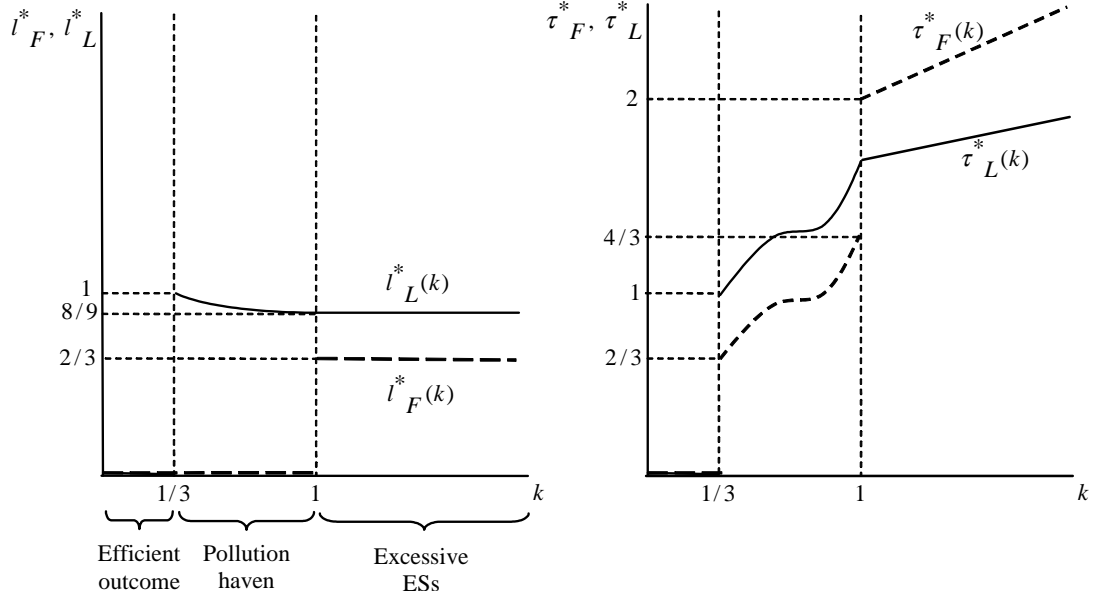 l*F, l*L
1
8/9
2/3
l*L(k)
l*F(k)
1/3
1
k
Efficient outcome
Pollution haven
Excessive ESs
τ*F, τ*L
2
4/3
1
2/3
τ*F(k)
τ*L(k)
1/3
1
k